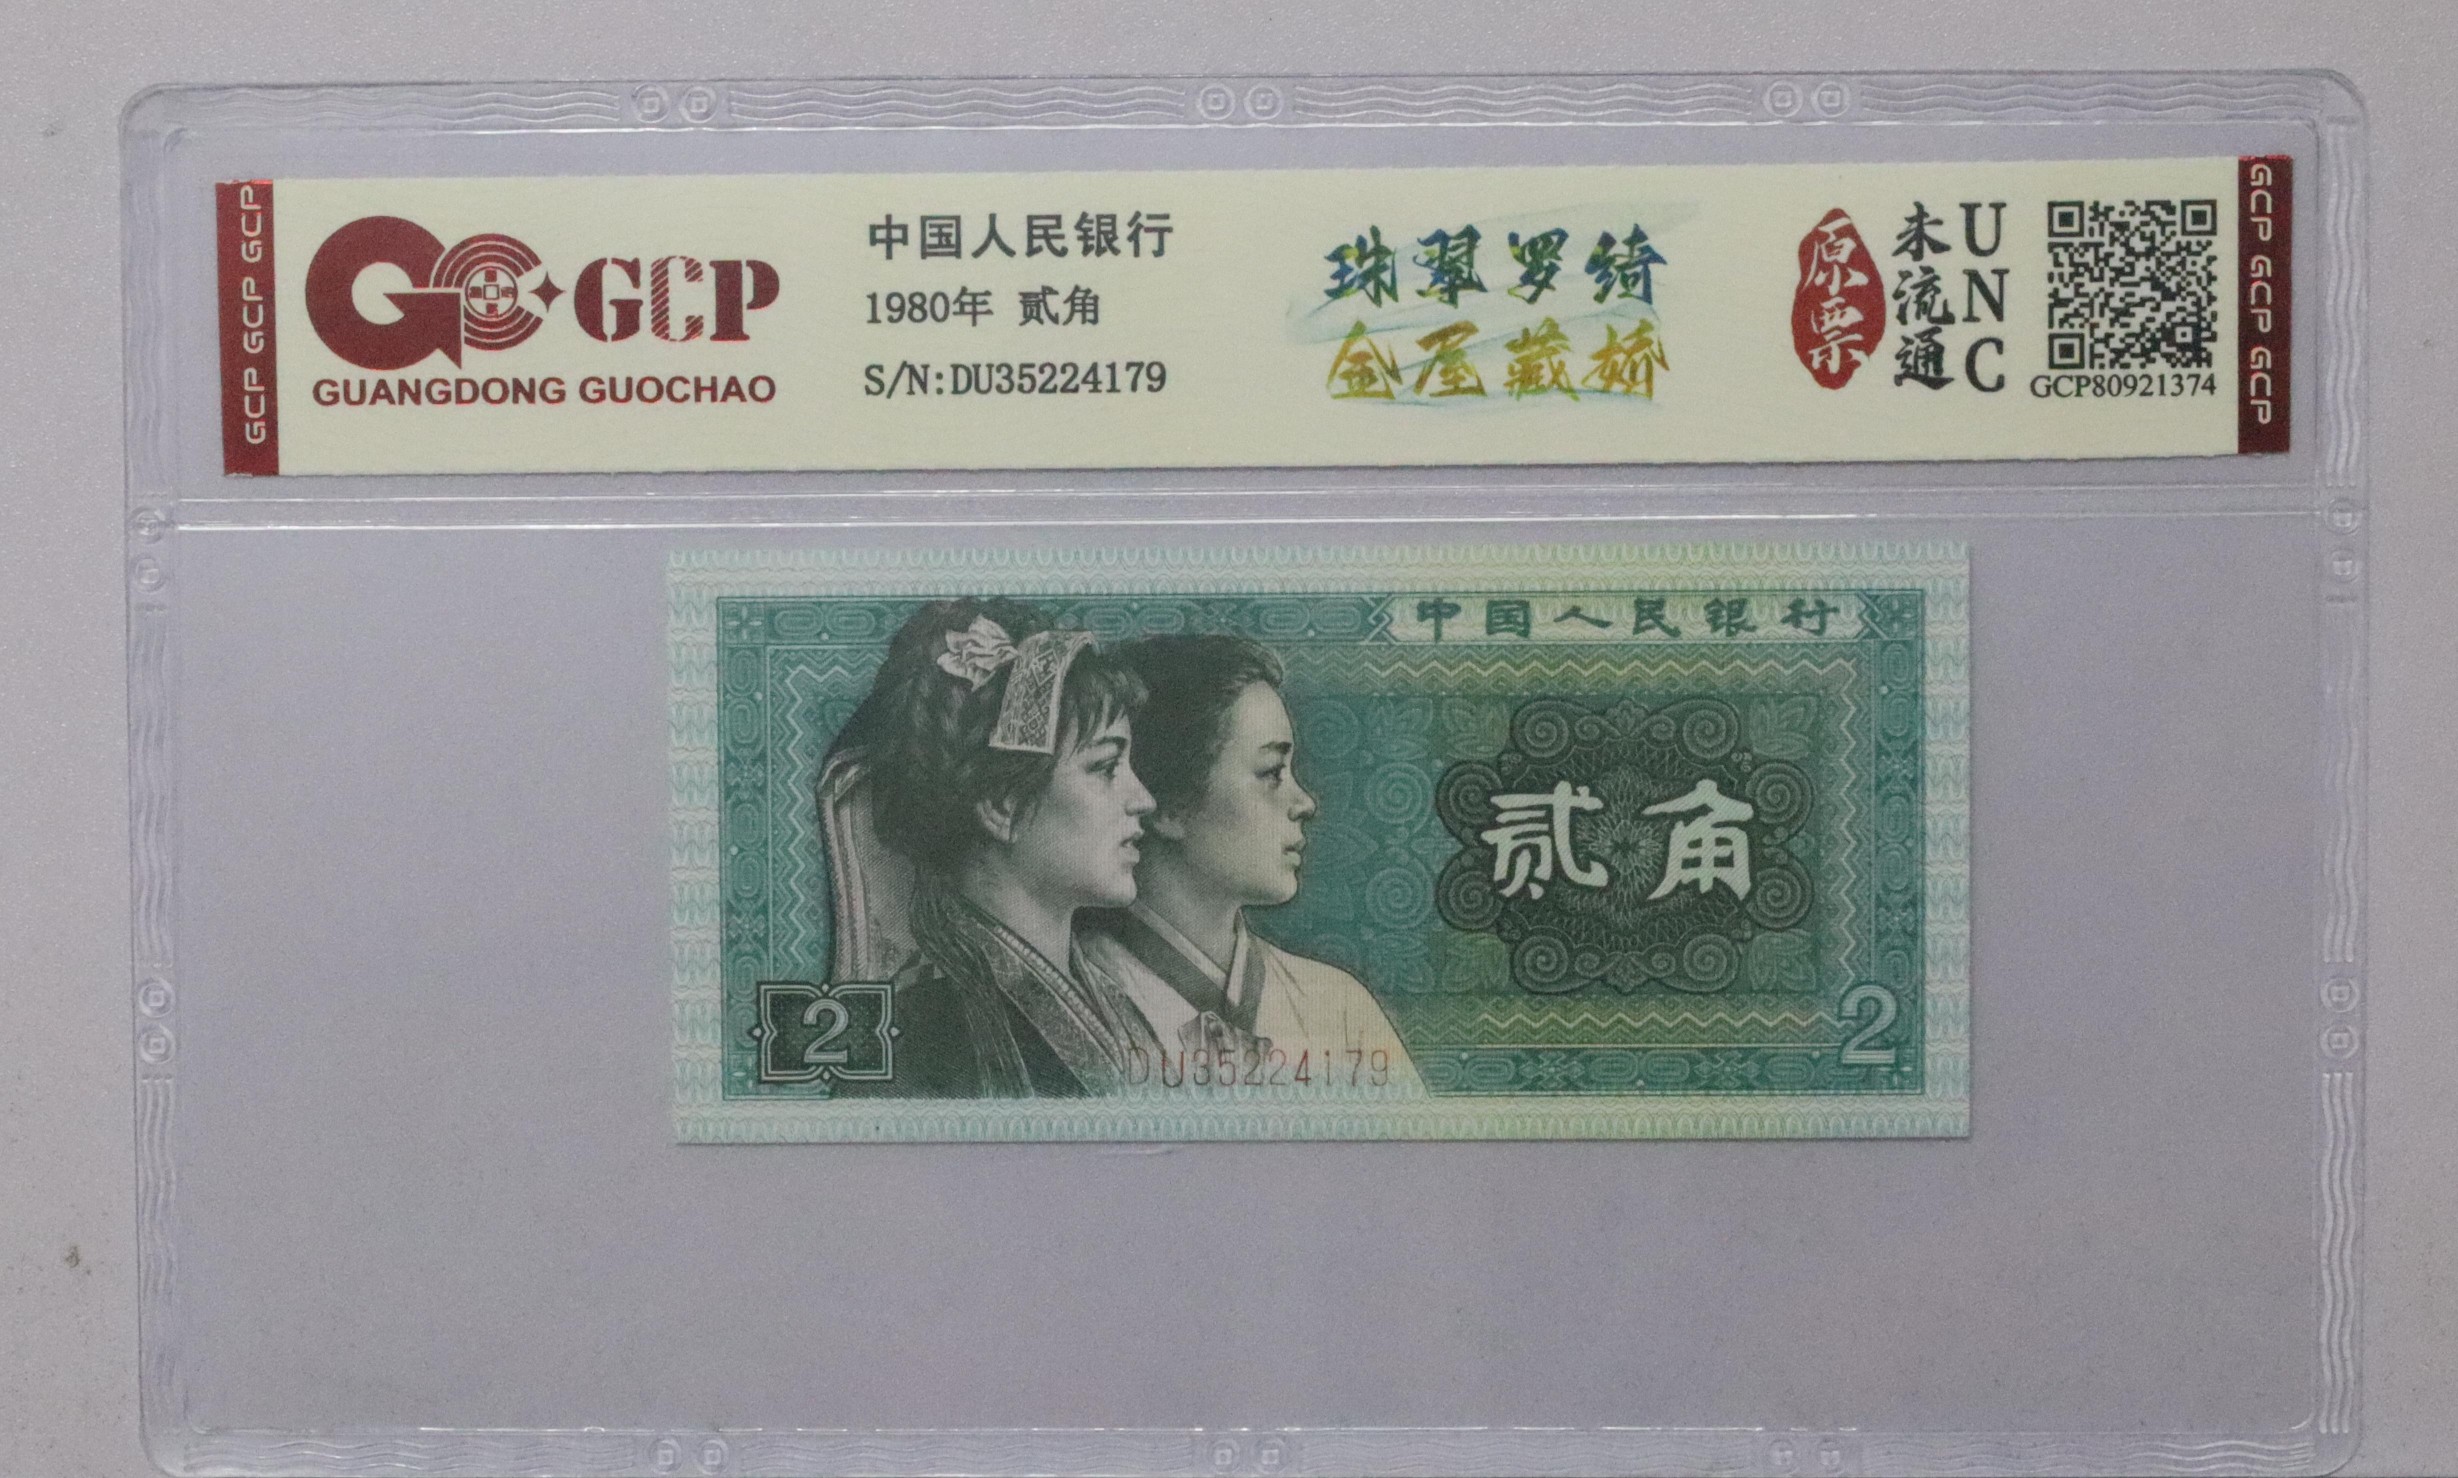 GCP GCP GCP
GCP
GUANGDONG GUOCHAO
中国人民银行
1980年 贰角
S/N:DU35224179
珠翠罗绮
金屋藏娇
原票
未流通
UNC
GCP80921374
GCP GCP GCP
中国人民银行
贰角
2
DU35224179
2